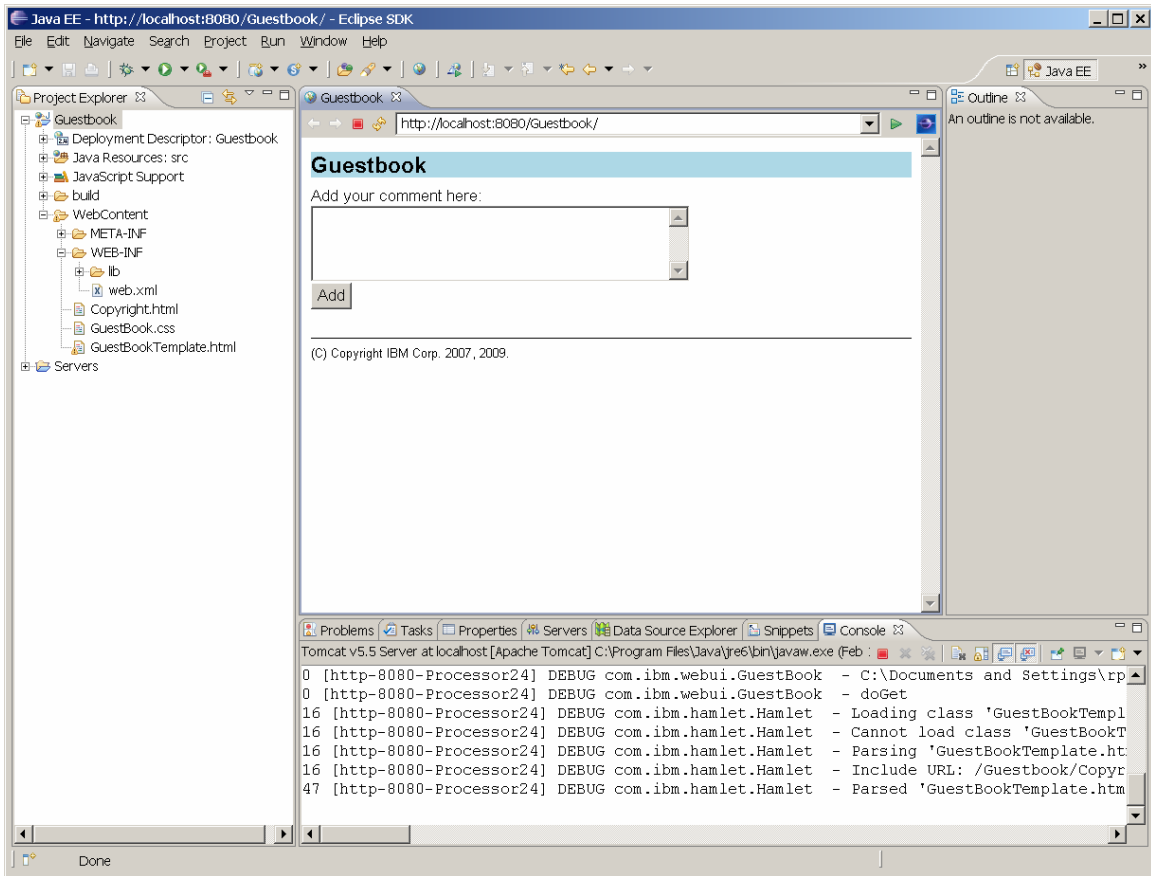 Java EE - http://localhost:8080/Guestbook/ - Eclipse SDK
File Edit Navigate Search Project Run Window Help
Java EE
Project Explorer
Guestbook
Deployment Descriptor: Guestbook
Java Resources: src
JavaScript Support
build
WebContent
META-INF
WEB-INF
lib
web.xml
Copyright.html
GuestBook.css
GuestBookTemplate.html
Servers
Guestbook
http://localhost:8080/Guestbook/
Guestbook
Add your comment here:
Add
(C) Copyright IBM Corp. 2007, 2009.
Outline
An outline is not available.
Problems Tasks Properties Servers Data Source Explorer Snippets Console
Tomcat v5.5 Server at localhost [Apache Tomcat] C:\Program Files\Java\jre6\bin\javaw.exe (Feb
0 [http-8080-Processor24] DEBUG com.ibm.webui.GuestBook - C:\Documents and Settings\rp
0 [http-8080-Processor24] DEBUG com.ibm.webui.GuestBook - doGet
16 [http-8080-Processor24] DEBUG com.ibm.hamlet.Hamlet - Loading class 'GuestBookTempl
16 [http-8080-Processor24] DEBUG com.ibm.hamlet.Hamlet - Cannot load class 'GuestBookT
16 [http-8080-Processor24] DEBUG com.ibm.hamlet.Hamlet - Parsing 'GuestBookTemplate.ht
16 [http-8080-Processor24] DEBUG com.ibm.hamlet.Hamlet - Include URL: /Guestbook/Copyr
47 [http-8080-Processor24] DEBUG com.ibm.hamlet.Hamlet - Parsed 'GuestBookTemplate.htm
Done